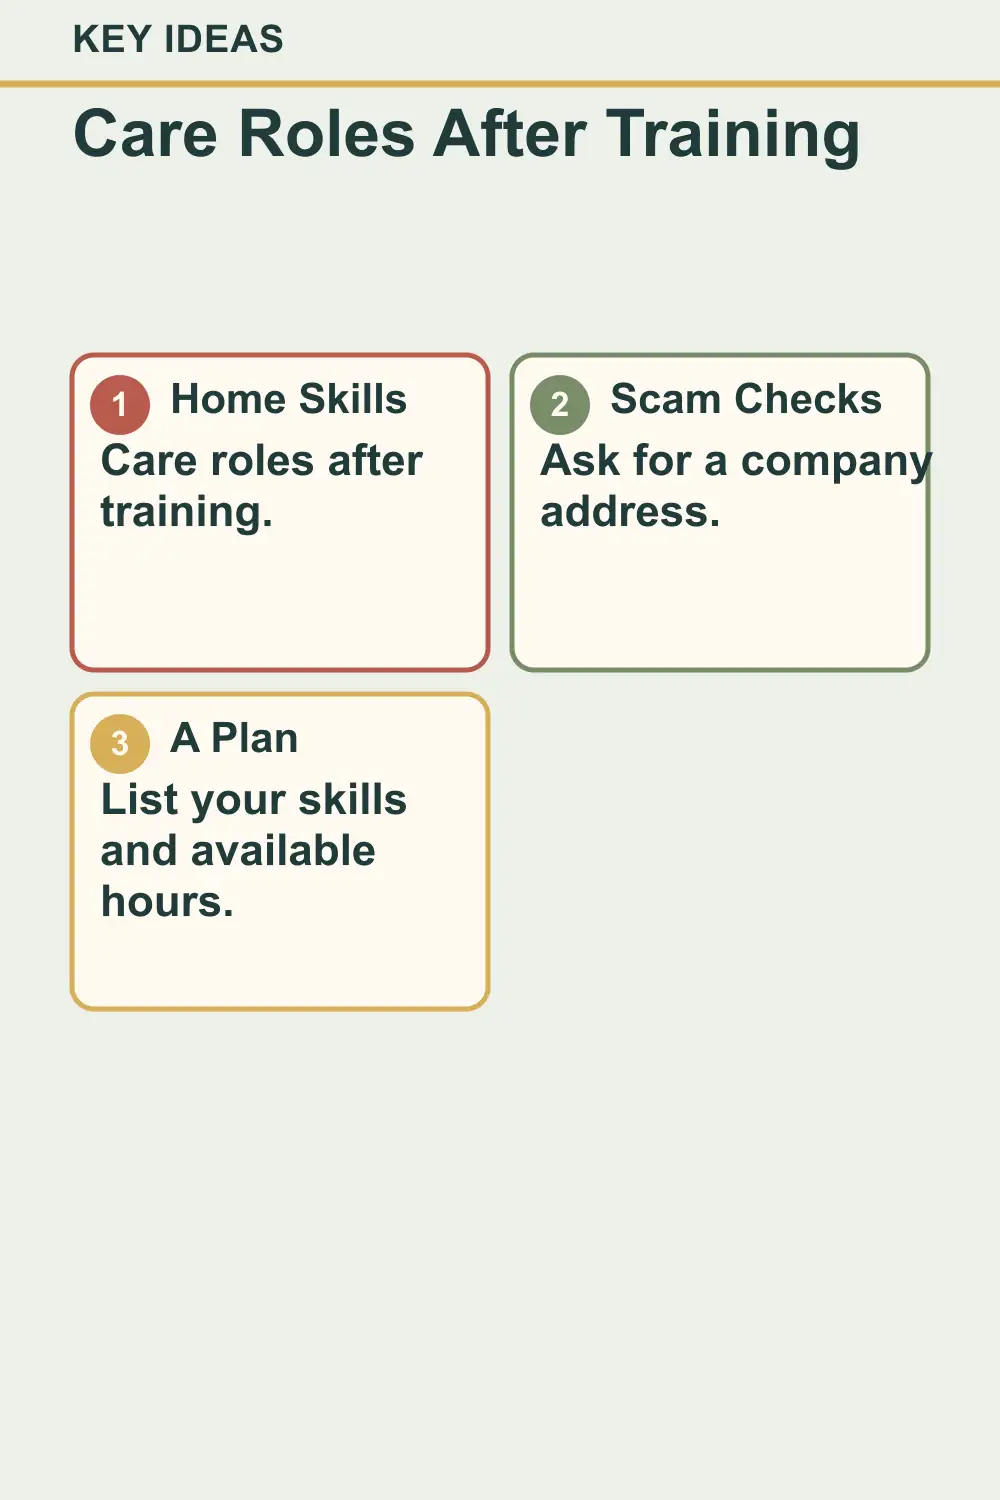 KEY IDEAS
Care Roles After Training
1 Home Skills
Care roles after
training.
2 Scam Checks
Ask for a company
address.
3 A Plan
List your skills
and available
hours.